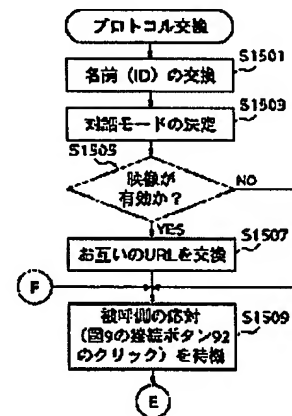 プロトコル交換
S1501
名前（ID）の交換
S1503
対話モードの決定
S1505
映像が
有効か？
NO
YES
S1507
お互いのURLを交換
F
S1509
被呼側の応対
（図9の接続ボタン92
のクリック）を待機
E